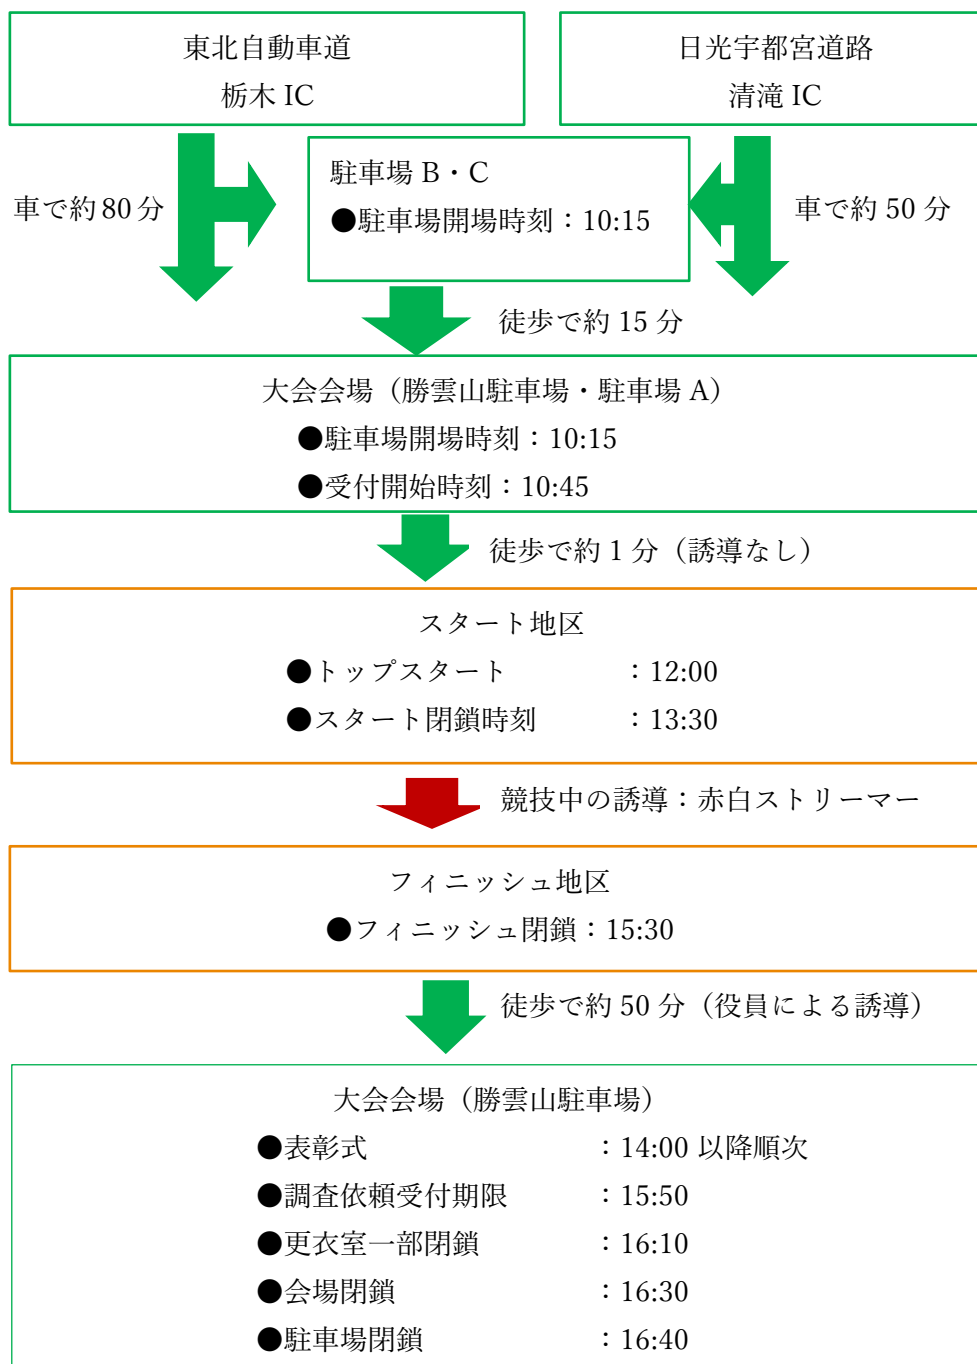 東北自動車道
栃木 IC
日光宇都宮道路
清滝 IC
車で約 80 分
駐車場 B・C
●駐車場開場時刻：10:15
車で約 50 分
徒歩で約 15 分
大会会場（勝雲山駐車場・駐車場 A）
●駐車場開場時刻：10:15
●受付開始時刻：10:45
徒歩で約 1 分（誘導なし）
スタート地区
●トップスタート ：12:00
●スタート閉鎖時刻 ：13:30
競技中の誘導：赤白ストリーマー
フィニッシュ地区
●フィニッシュ閉鎖：15:30
徒歩で約 50 分（役員による誘導）
大会会場（勝雲山駐車場）
●表彰式 ：14:00 以降順次
●調査依頼受付期限 ：15:50
●更衣室一部閉鎖 ：16:10
●会場閉鎖 ：16:30
●駐車場閉鎖 ：16:40